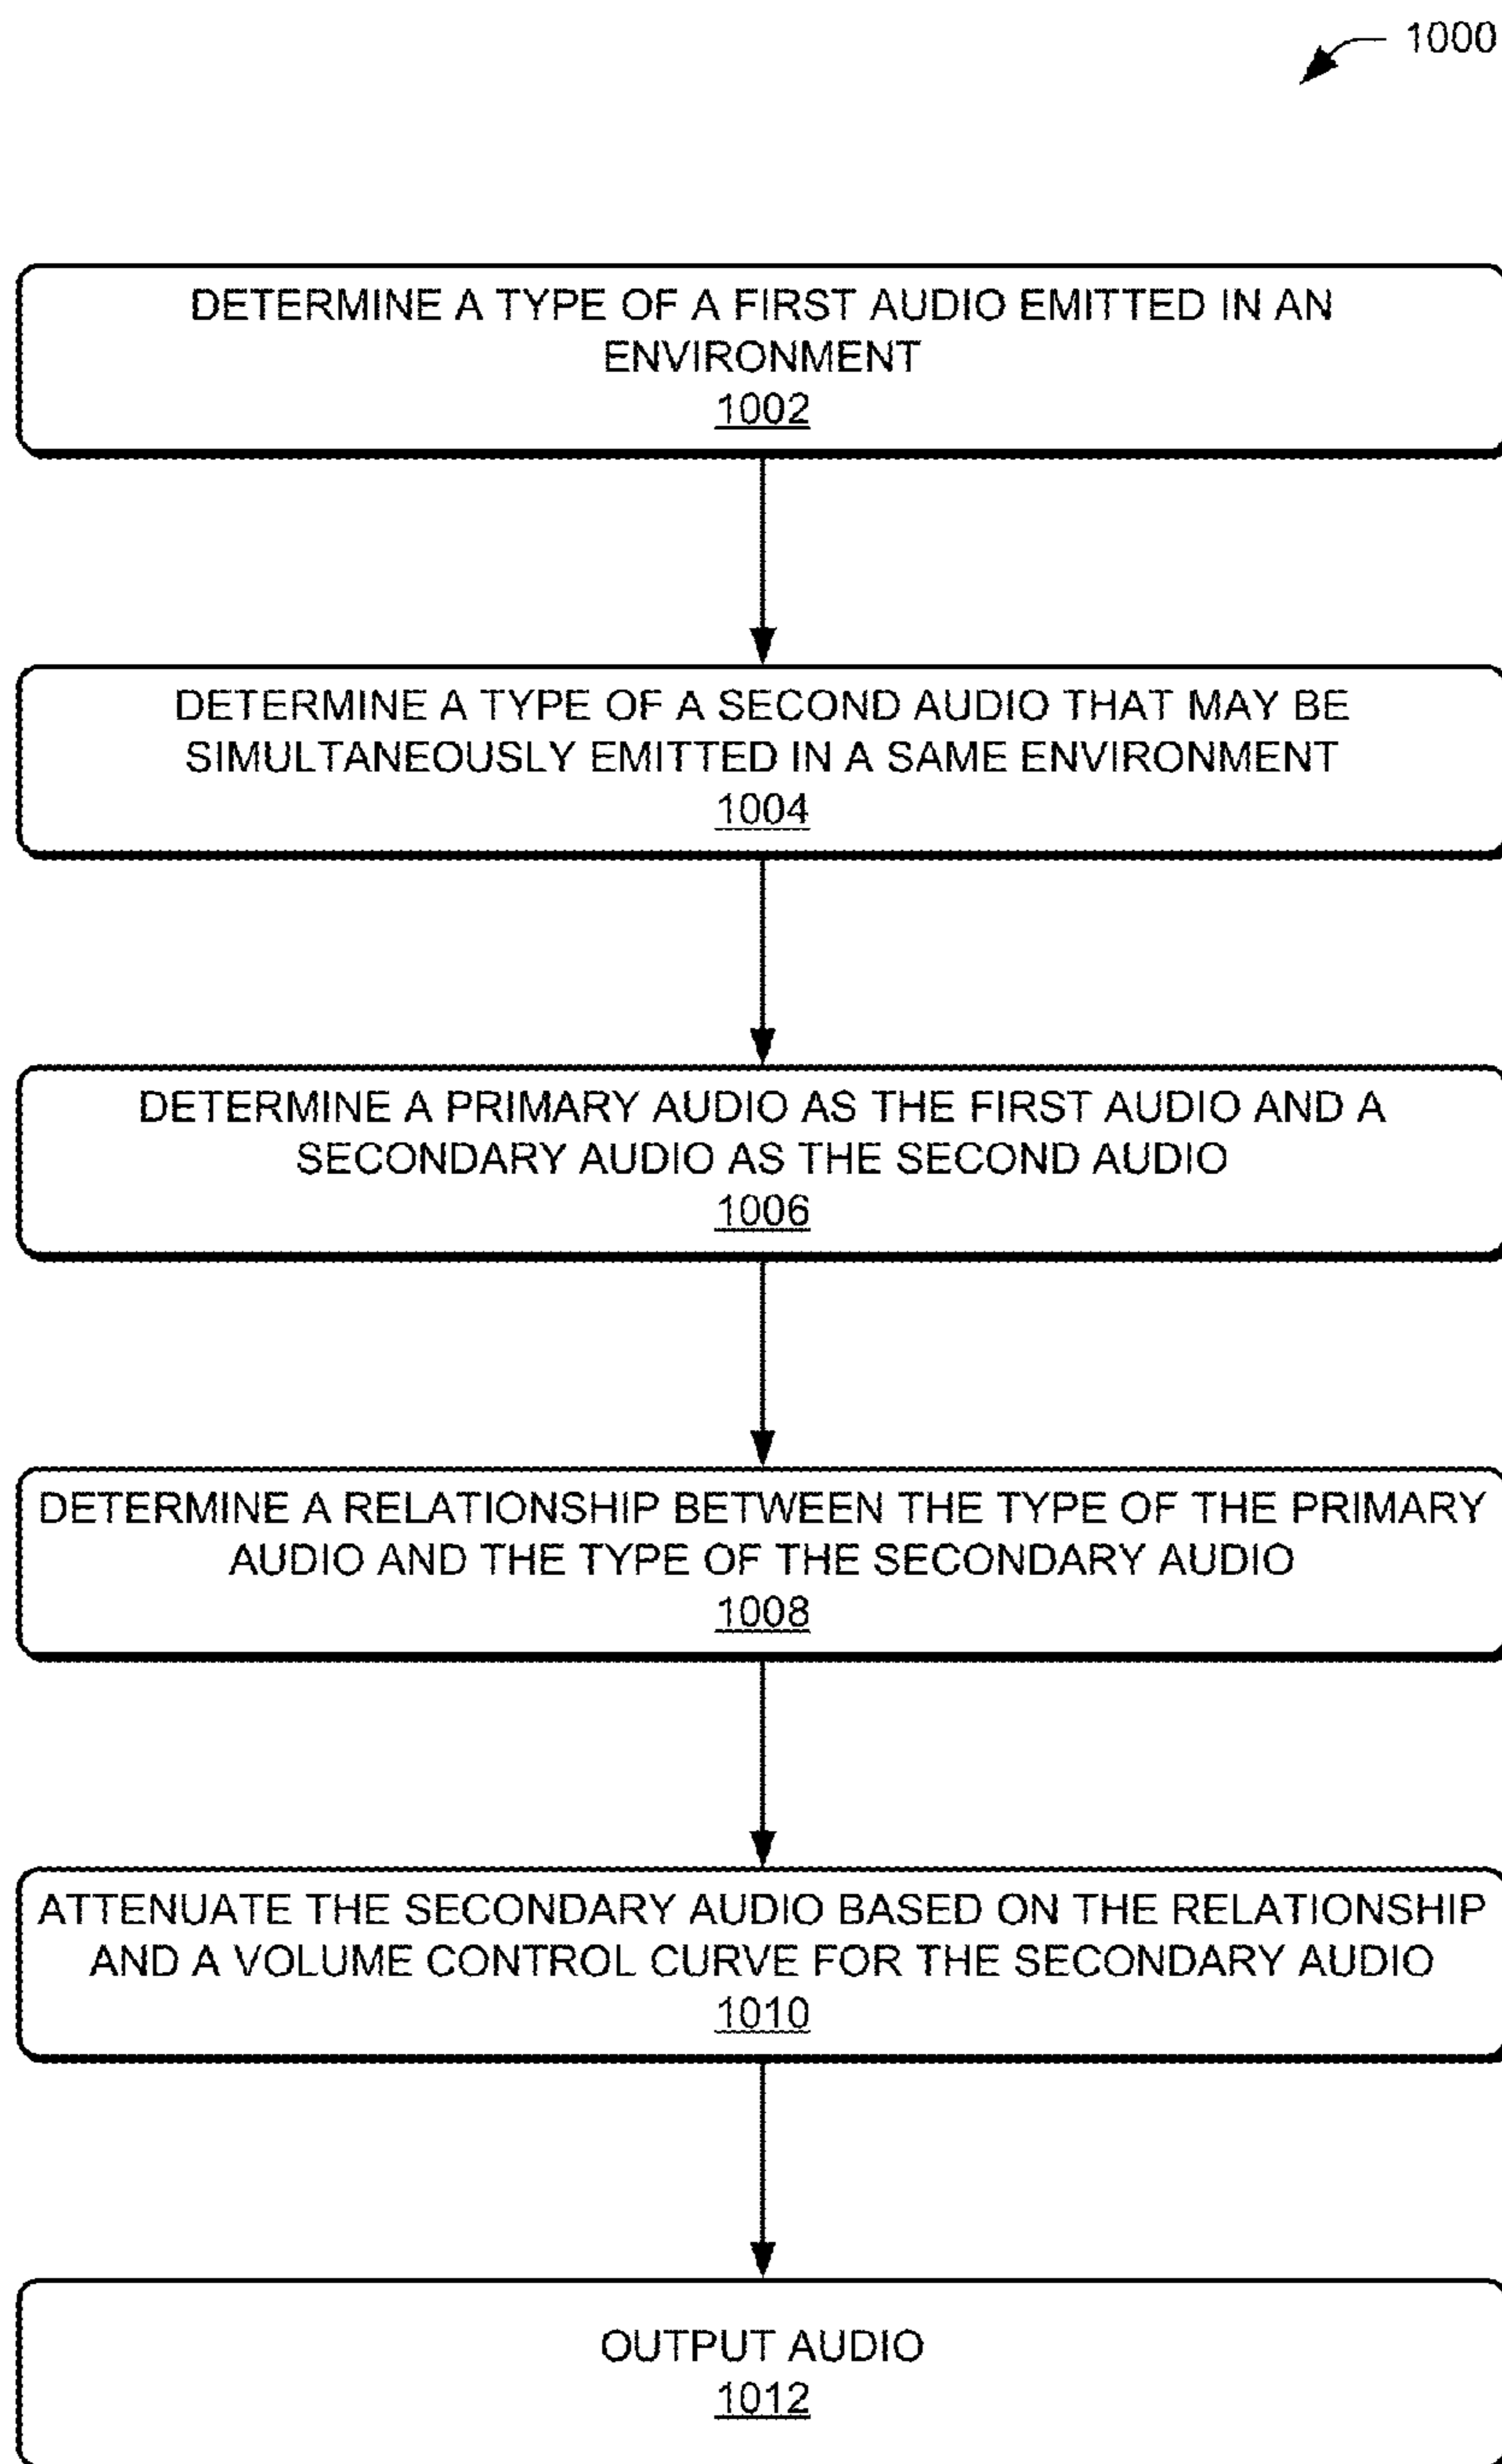 1000
DETERMINE A TYPE OF A FIRST AUDIO EMITTED IN AN
ENVIRONMENT
1002
DETERMINE A TYPE OF A SECOND AUDIO THAT MAY BE
SIMULTANEOUSLY EMITTED IN A SAME ENVIRONMENT
1004
DETERMINE A PRIMARY AUDIO AS THE FIRST AUDIO AND A
SECONDARY AUDIO AS THE SECOND AUDIO
1006
DETERMINE A RELATIONSHIP BETWEEN THE TYPE OF THE PRIMARY
AUDIO AND THE TYPE OF THE SECONDARY AUDIO
1008
ATTENUATE THE SECONDARY AUDIO BASED ON THE RELATIONSHIP
AND A VOLUME CONTROL CURVE FOR THE SECONDARY AUDIO
1010
OUTPUT AUDIO
1012